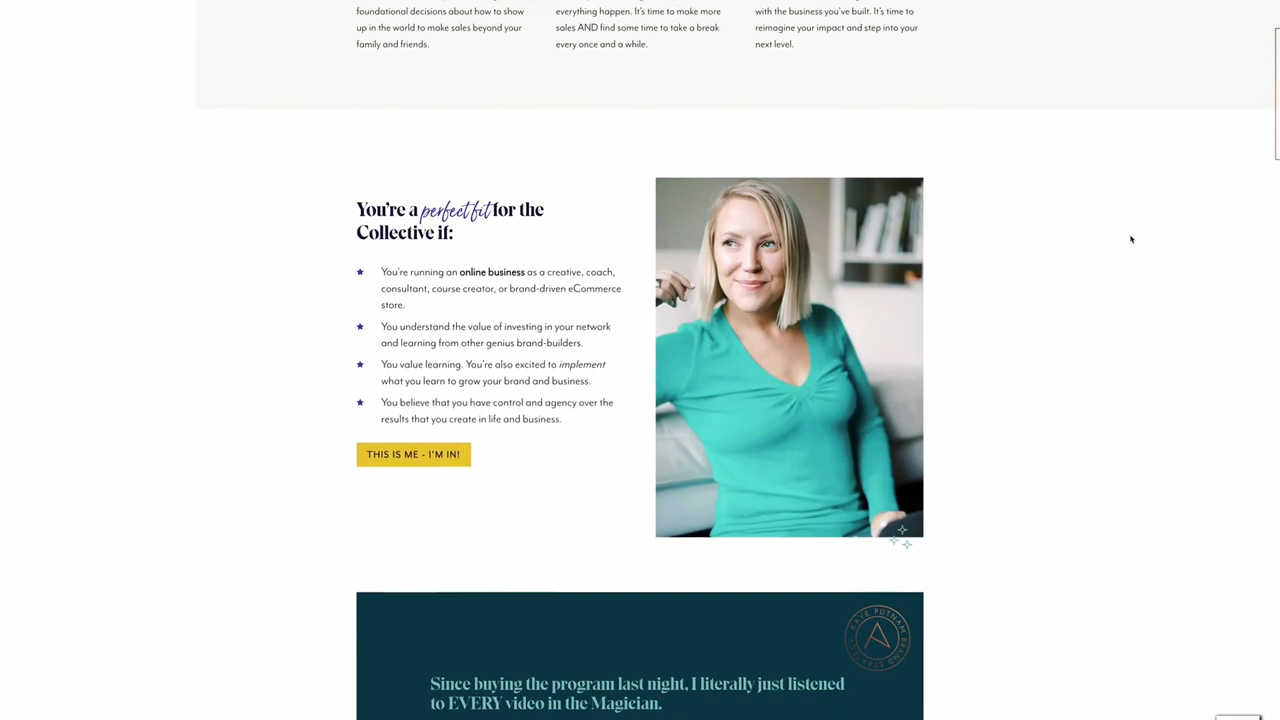 foundational decisions about how to show
up in the world to make sales beyond your
family and friends.
everything happen. It's time to make more
sales AND find some time to take a break
every once and a while.
with the business you've built. It's time to
reimagine your impact and step into your
next level.
You're a perfect fit for the
Collective if:
You're running an online business as a creative, coach,
consultant, course creator, or brand-driven eCommerce
store.
You understand the value of investing in your network
and learning from other genius brand-builders.
You value learning. You're also excited to implement
what you learn to grow your brand and business.
You believe that you have control and agency over the
results that you create in life and business.
THIS IS ME - I'M IN!
KAYE PUTNAM
BRAND STRATEGY
A
Since buying the program last night, I literally just listened
to EVERY video in the Magician.